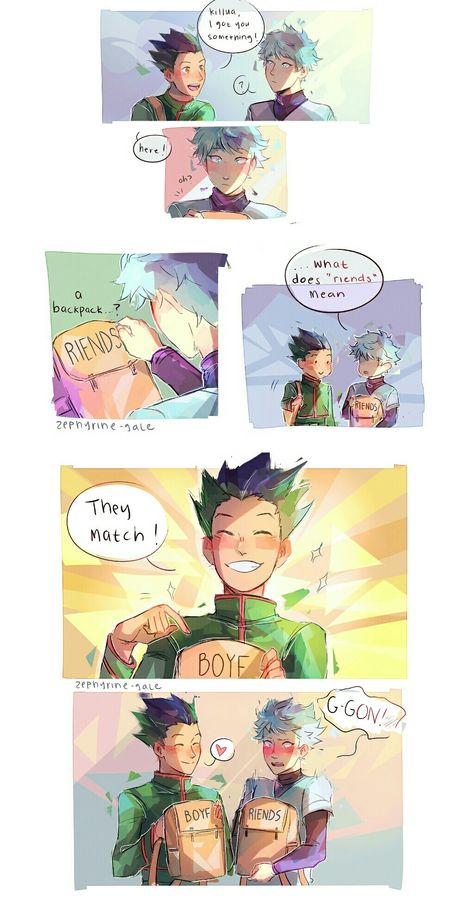 killua,
I got you
something!
?
here!
oh?
a
backpack...?
RIENDS
zephyrine-gale
... what
does "riends"
mean
RIENDS
They
match!
BOYF
zephyrine-gale
G-GON!
BOYF
RIENDS